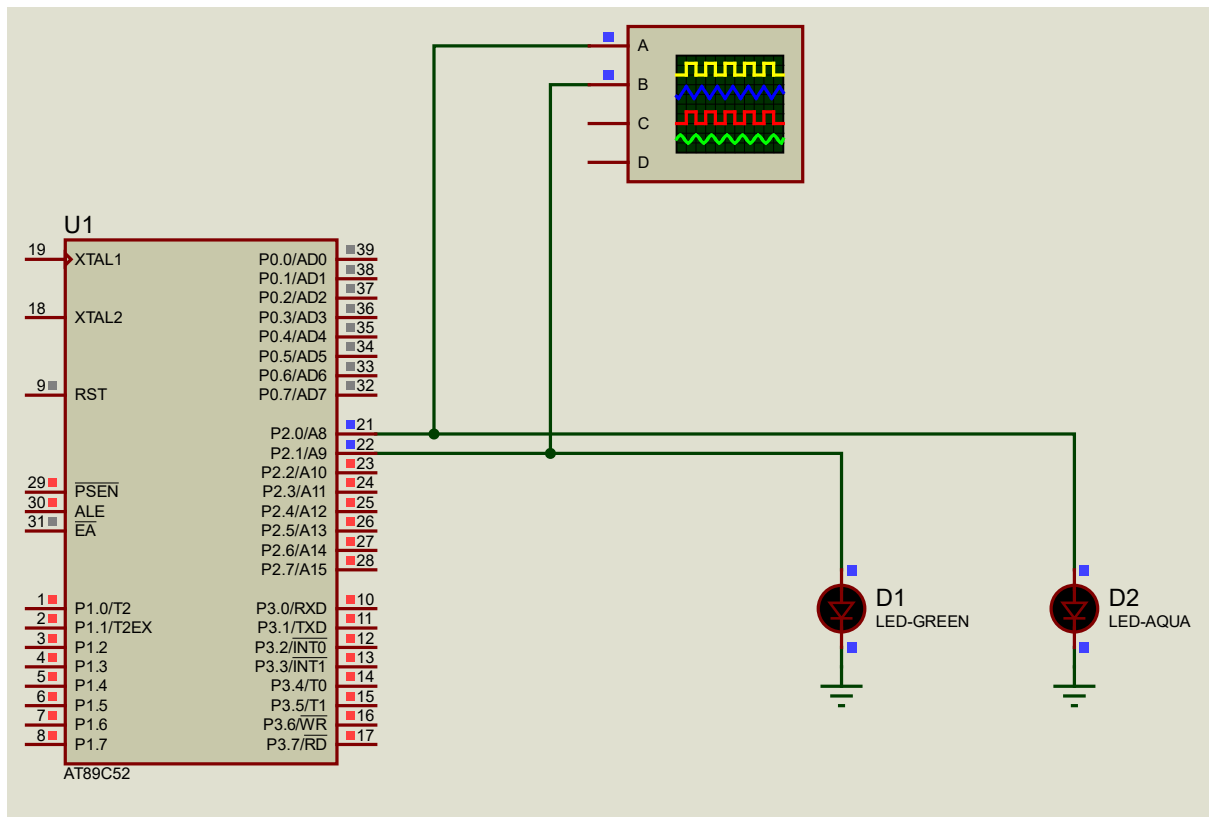 A
B
C
D
U1
19 XTAL1
18 XTAL2
9 RST
29 PSEN
30 ALE
31 EA
1 P1.0/T2
2 P1.1/T2EX
3 P1.2
4 P1.3
5 P1.4
6 P1.5
7 P1.6
8 P1.7
P0.0/AD0 39
P0.1/AD1 38
P0.2/AD2 37
P0.3/AD3 36
P0.4/AD4 35
P0.5/AD5 34
P0.6/AD6 33
P0.7/AD7 32
P2.0/A8 21
P2.1/A9 22
P2.2/A10 23
P2.3/A11 24
P2.4/A12 25
P2.5/A13 26
P2.6/A14 27
P2.7/A15 28
P3.0/RXD 10
P3.1/TXD 11
P3.2/INT0 12
P3.3/INT1 13
P3.4/T0 14
P3.5/T1 15
P3.6/WR 16
P3.7/RD 17
AT89C52
D1
LED-GREEN
D2
LED-AQUA